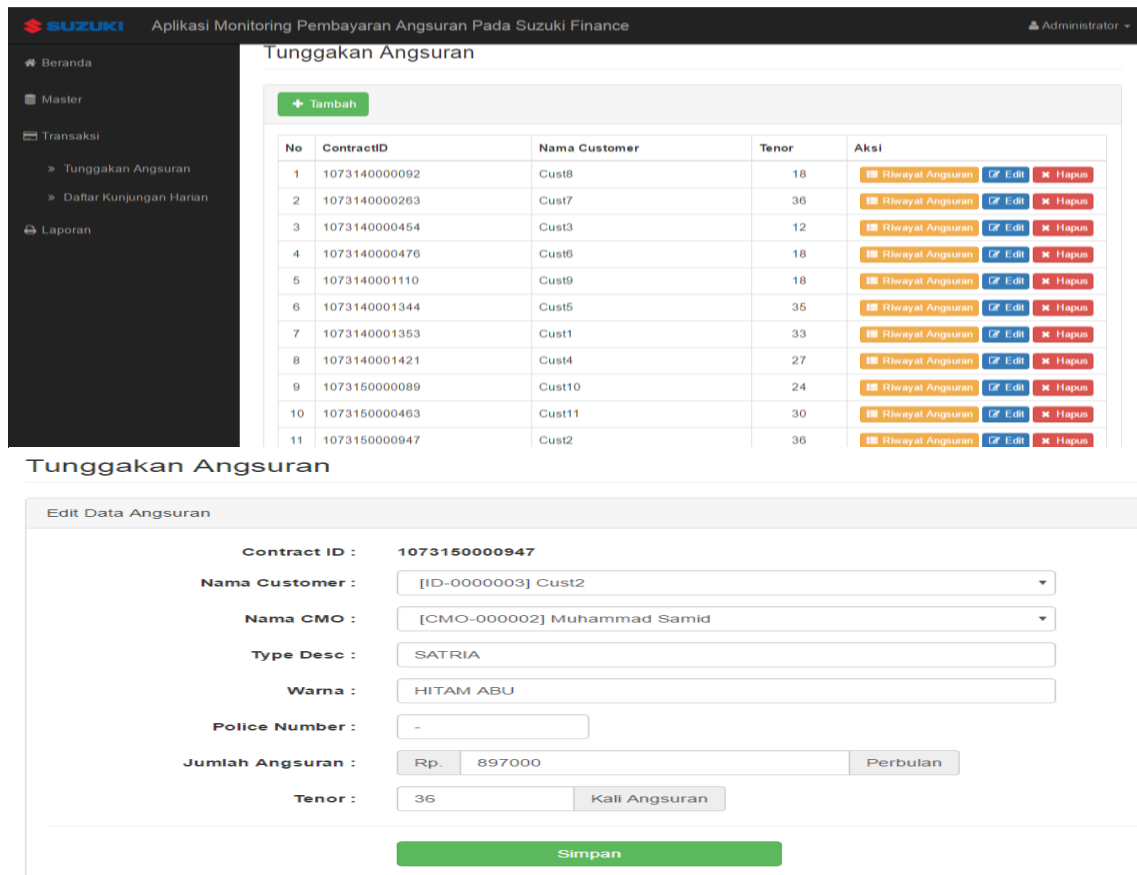 SUZUKI Aplikasi Monitoring Pembayaran Angsuran Pada Suzuki Finance Administrator
Beranda
Master
Transaksi
» Tunggakan Angsuran
» Daftar Kunjungan Harian
Laporan
Tunggakan Angsuran
Tambah
No ContractID Nama Customer Tenor Aksi
1 1073140000092 Cust8 18 Riwayat Angsuran Edit Hapus
2 1073140000263 Cust7 36 Riwayat Angsuran Edit Hapus
3 1073140000454 Cust3 12 Riwayat Angsuran Edit Hapus
4 1073140000476 Cust6 18 Riwayat Angsuran Edit Hapus
5 1073140001110 Cust9 18 Riwayat Angsuran Edit Hapus
6 1073140001344 Cust5 35 Riwayat Angsuran Edit Hapus
7 1073140001353 Cust1 33 Riwayat Angsuran Edit Hapus
8 1073140001421 Cust4 27 Riwayat Angsuran Edit Hapus
9 1073150000089 Cust10 24 Riwayat Angsuran Edit Hapus
10 1073150000463 Cust11 30 Riwayat Angsuran Edit Hapus
11 1073150000947 Cust2 36 Riwayat Angsuran Edit Hapus
Tunggakan Angsuran
Edit Data Angsuran
Contract ID : 1073150000947
Nama Customer : [ID-0000003] Cust2
Nama CMO : [CMO-000002] Muhammad Samid
Type Desc : SATRIA
Warna : HITAM ABU
Police Number : -
Jumlah Angsuran : Rp. 897000 Perbulan
Tenor : 36 Kali Angsuran
Simpan